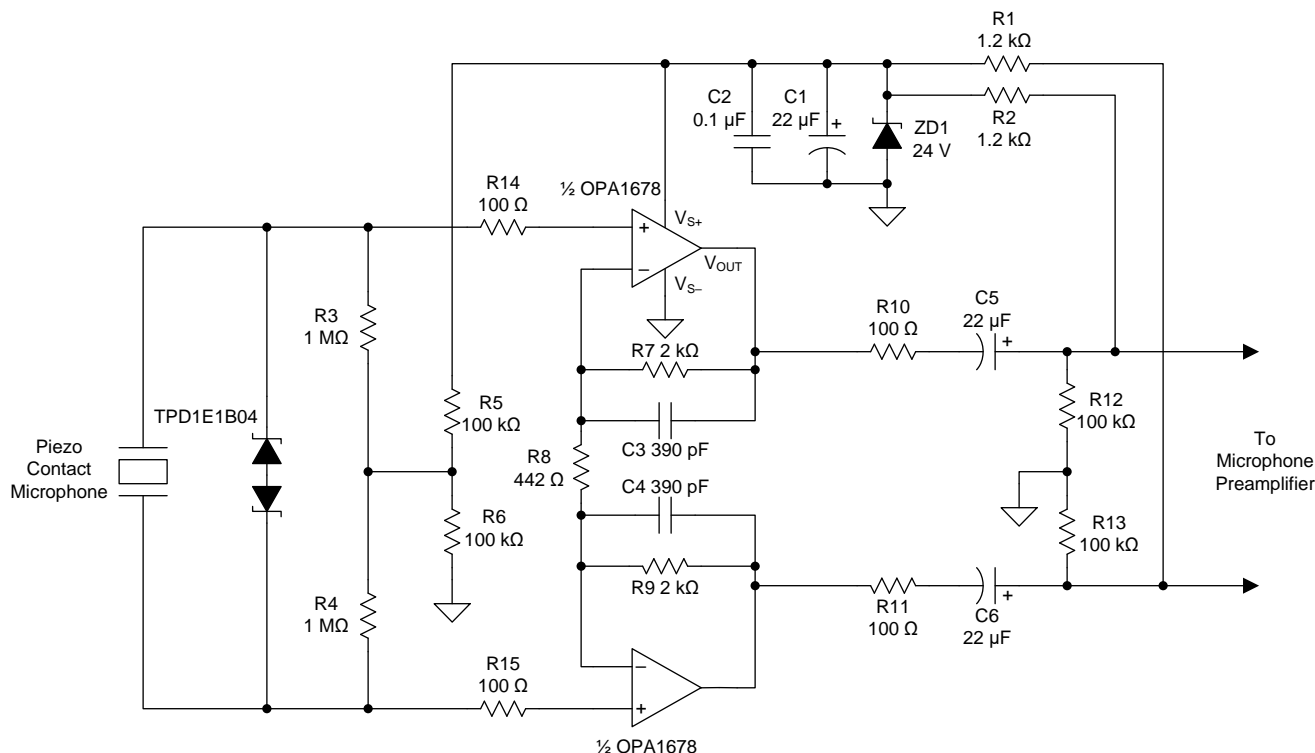 R1
1.2 kΩ
R2
1.2 kΩ
C2
0.1 µF
C1
22 µF
+
ZD1
24 V
R14
100 Ω
½ OPA1678
+
–
VS+
VOUT
VS–
R3
1 MΩ
R10
100 Ω
C5
22 µF
+
R7 2 kΩ
TPD1E1B04
R5
100 kΩ
C3 390 pF
R12
100 kΩ
Piezo
Contact
Microphone
R8
442 Ω
C4 390 pF
To
Microphone
Preamplifier
R6
100 kΩ
R13
100 kΩ
R9 2 kΩ
R4
1 MΩ
R11
100 Ω
+
C6
22 µF
R15
100 Ω
–
+
½ OPA1678